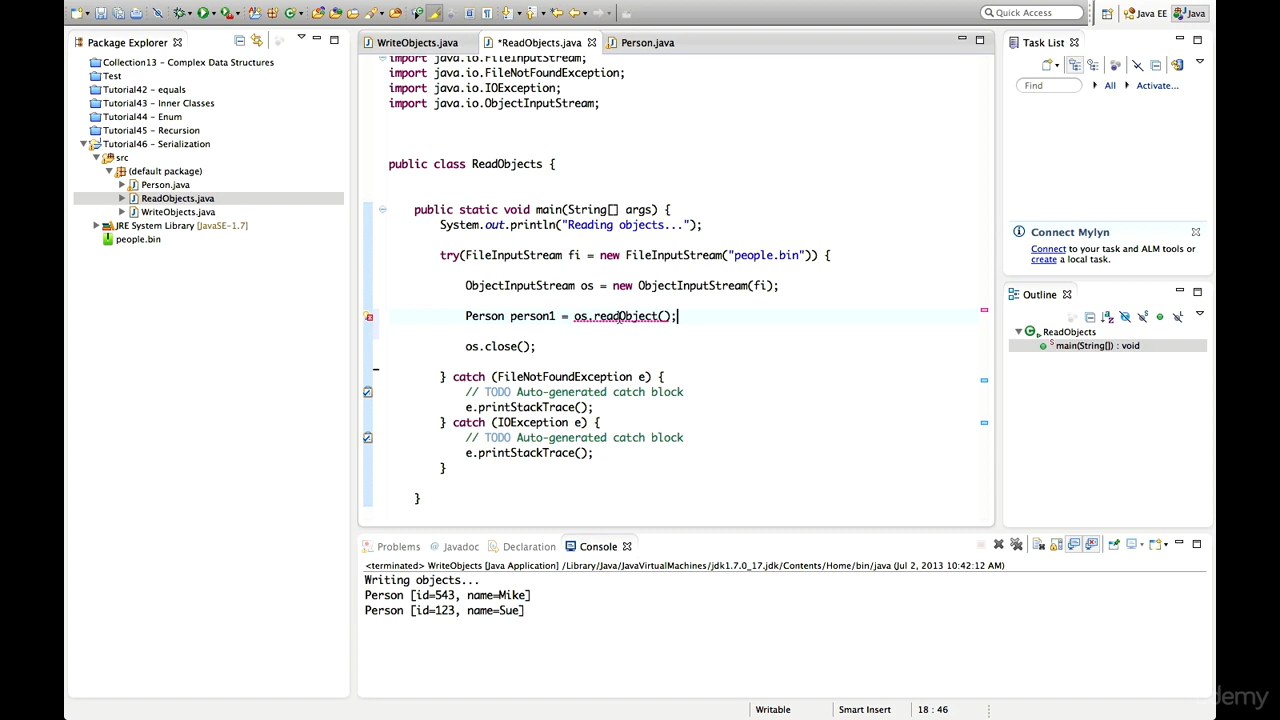 Quick Access
Java EE
Java
Package Explorer
WriteObjects.java
*ReadObjects.java
Person.java
Task List
Collection13 - Complex Data Structures
Test
Tutorial42 - equals
Tutorial43 - Inner Classes
Tutorial44 - Enum
Tutorial45 - Recursion
Tutorial46 - Serialization
src
(default package)
Person.java
ReadObjects.java
WriteObjects.java
JRE System Library [JavaSE-1.7]
people.bin
import java.io.FileInputStream;
import java.io.FileNotFoundException;
import java.io.IOException;
import java.io.ObjectInputStream;
public class ReadObjects {
public static void main(String[] args) {
System.out.println("Reading objects...");
try(FileInputStream fi = new FileInputStream("people.bin")) {
ObjectInputStream os = new ObjectInputStream(fi);
Person person1 = os.readObject();
os.close();
} catch (FileNotFoundException e) {
// TODO Auto-generated catch block
e.printStackTrace();
} catch (IOException e) {
// TODO Auto-generated catch block
e.printStackTrace();
}
}
Find
All
Activate...
Connect Mylyn
Connect to your task and ALM tools or
create a local task.
Outline
ReadObjects
main(String[]) : void
Problems
Javadoc
Declaration
Console
<terminated> WriteObjects [Java Application] /Library/Java/JavaVirtualMachines/jdk1.7.0_17.jdk/Contents/Home/bin/java (Jul 2, 2013 10:42:12 AM)
Writing objects...
Person [id=543, name=Mike]
Person [id=123, name=Sue]
Writable
Smart Insert
18 : 46